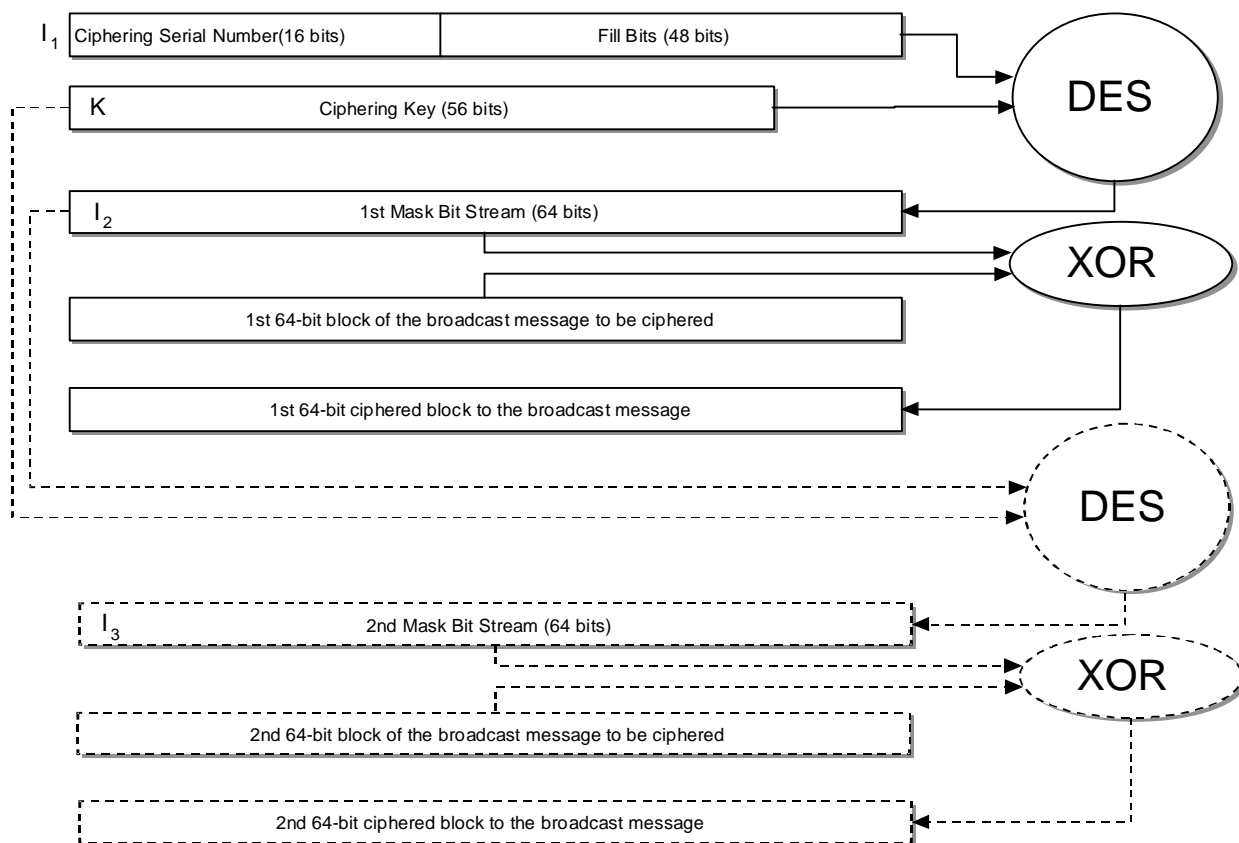 I1 Ciphering Serial Number(16 bits) Fill Bits (48 bits)
DES
K Ciphering Key (56 bits)
I2 1st Mask Bit Stream (64 bits)
XOR
1st 64-bit block of the broadcast message to be ciphered
1st 64-bit ciphered block to the broadcast message
DES
I3 2nd Mask Bit Stream (64 bits)
XOR
2nd 64-bit block of the broadcast message to be ciphered
2nd 64-bit ciphered block to the broadcast message